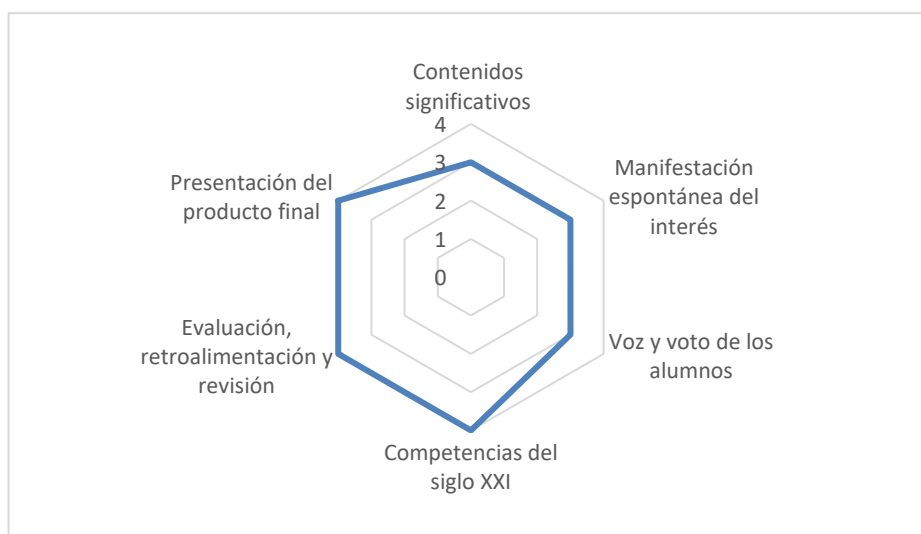 Contenidos
significativos
4
3
2
1
0
Manifestación
espontánea del
interés
Voz y voto de los
alumnos
Competencias del
siglo XXI
Evaluación,
retroalimentación y
revisión
Presentación del
producto final